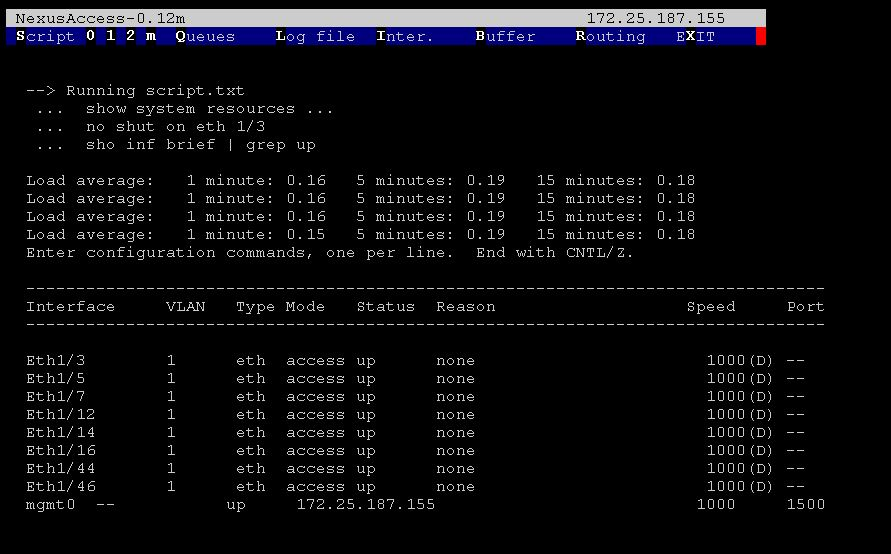 NexusAccess-0.12m 172.25.187.155
Script 0 1 2 m Queues Log file Inter. Buffer Routing EXIT
--> Running script.txt
... show system resources ...
... no shut on eth 1/3
... sho inf brief | grep up
Load average: 1 minute: 0.16 5 minutes: 0.19 15 minutes: 0.18
Load average: 1 minute: 0.16 5 minutes: 0.19 15 minutes: 0.18
Load average: 1 minute: 0.16 5 minutes: 0.19 15 minutes: 0.18
Load average: 1 minute: 0.15 5 minutes: 0.19 15 minutes: 0.18
Enter configuration commands, one per line. End with CNTL/Z.
--------------------------------------------------------------------------------
Interface VLAN Type Mode Status Reason Speed Port
--------------------------------------------------------------------------------
Eth1/3 1 eth access up none 1000(D) --
Eth1/5 1 eth access up none 1000(D) --
Eth1/7 1 eth access up none 1000(D) --
Eth1/12 1 eth access up none 1000(D) --
Eth1/14 1 eth access up none 1000(D) --
Eth1/16 1 eth access up none 1000(D) --
Eth1/44 1 eth access up none 1000(D) --
Eth1/46 1 eth access up none 1000(D) --
mgmt0 -- up 172.25.187.155 1000 1500